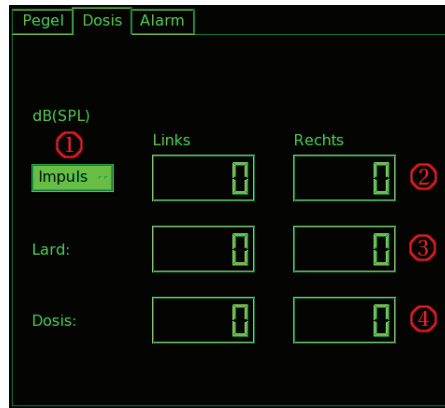 Pegel Dosis Alarm
dB(SPL)
①
Links Rechts
Impuls 0 0 ②
Lard: 0 0 ③
Dosis: 0 0 ④